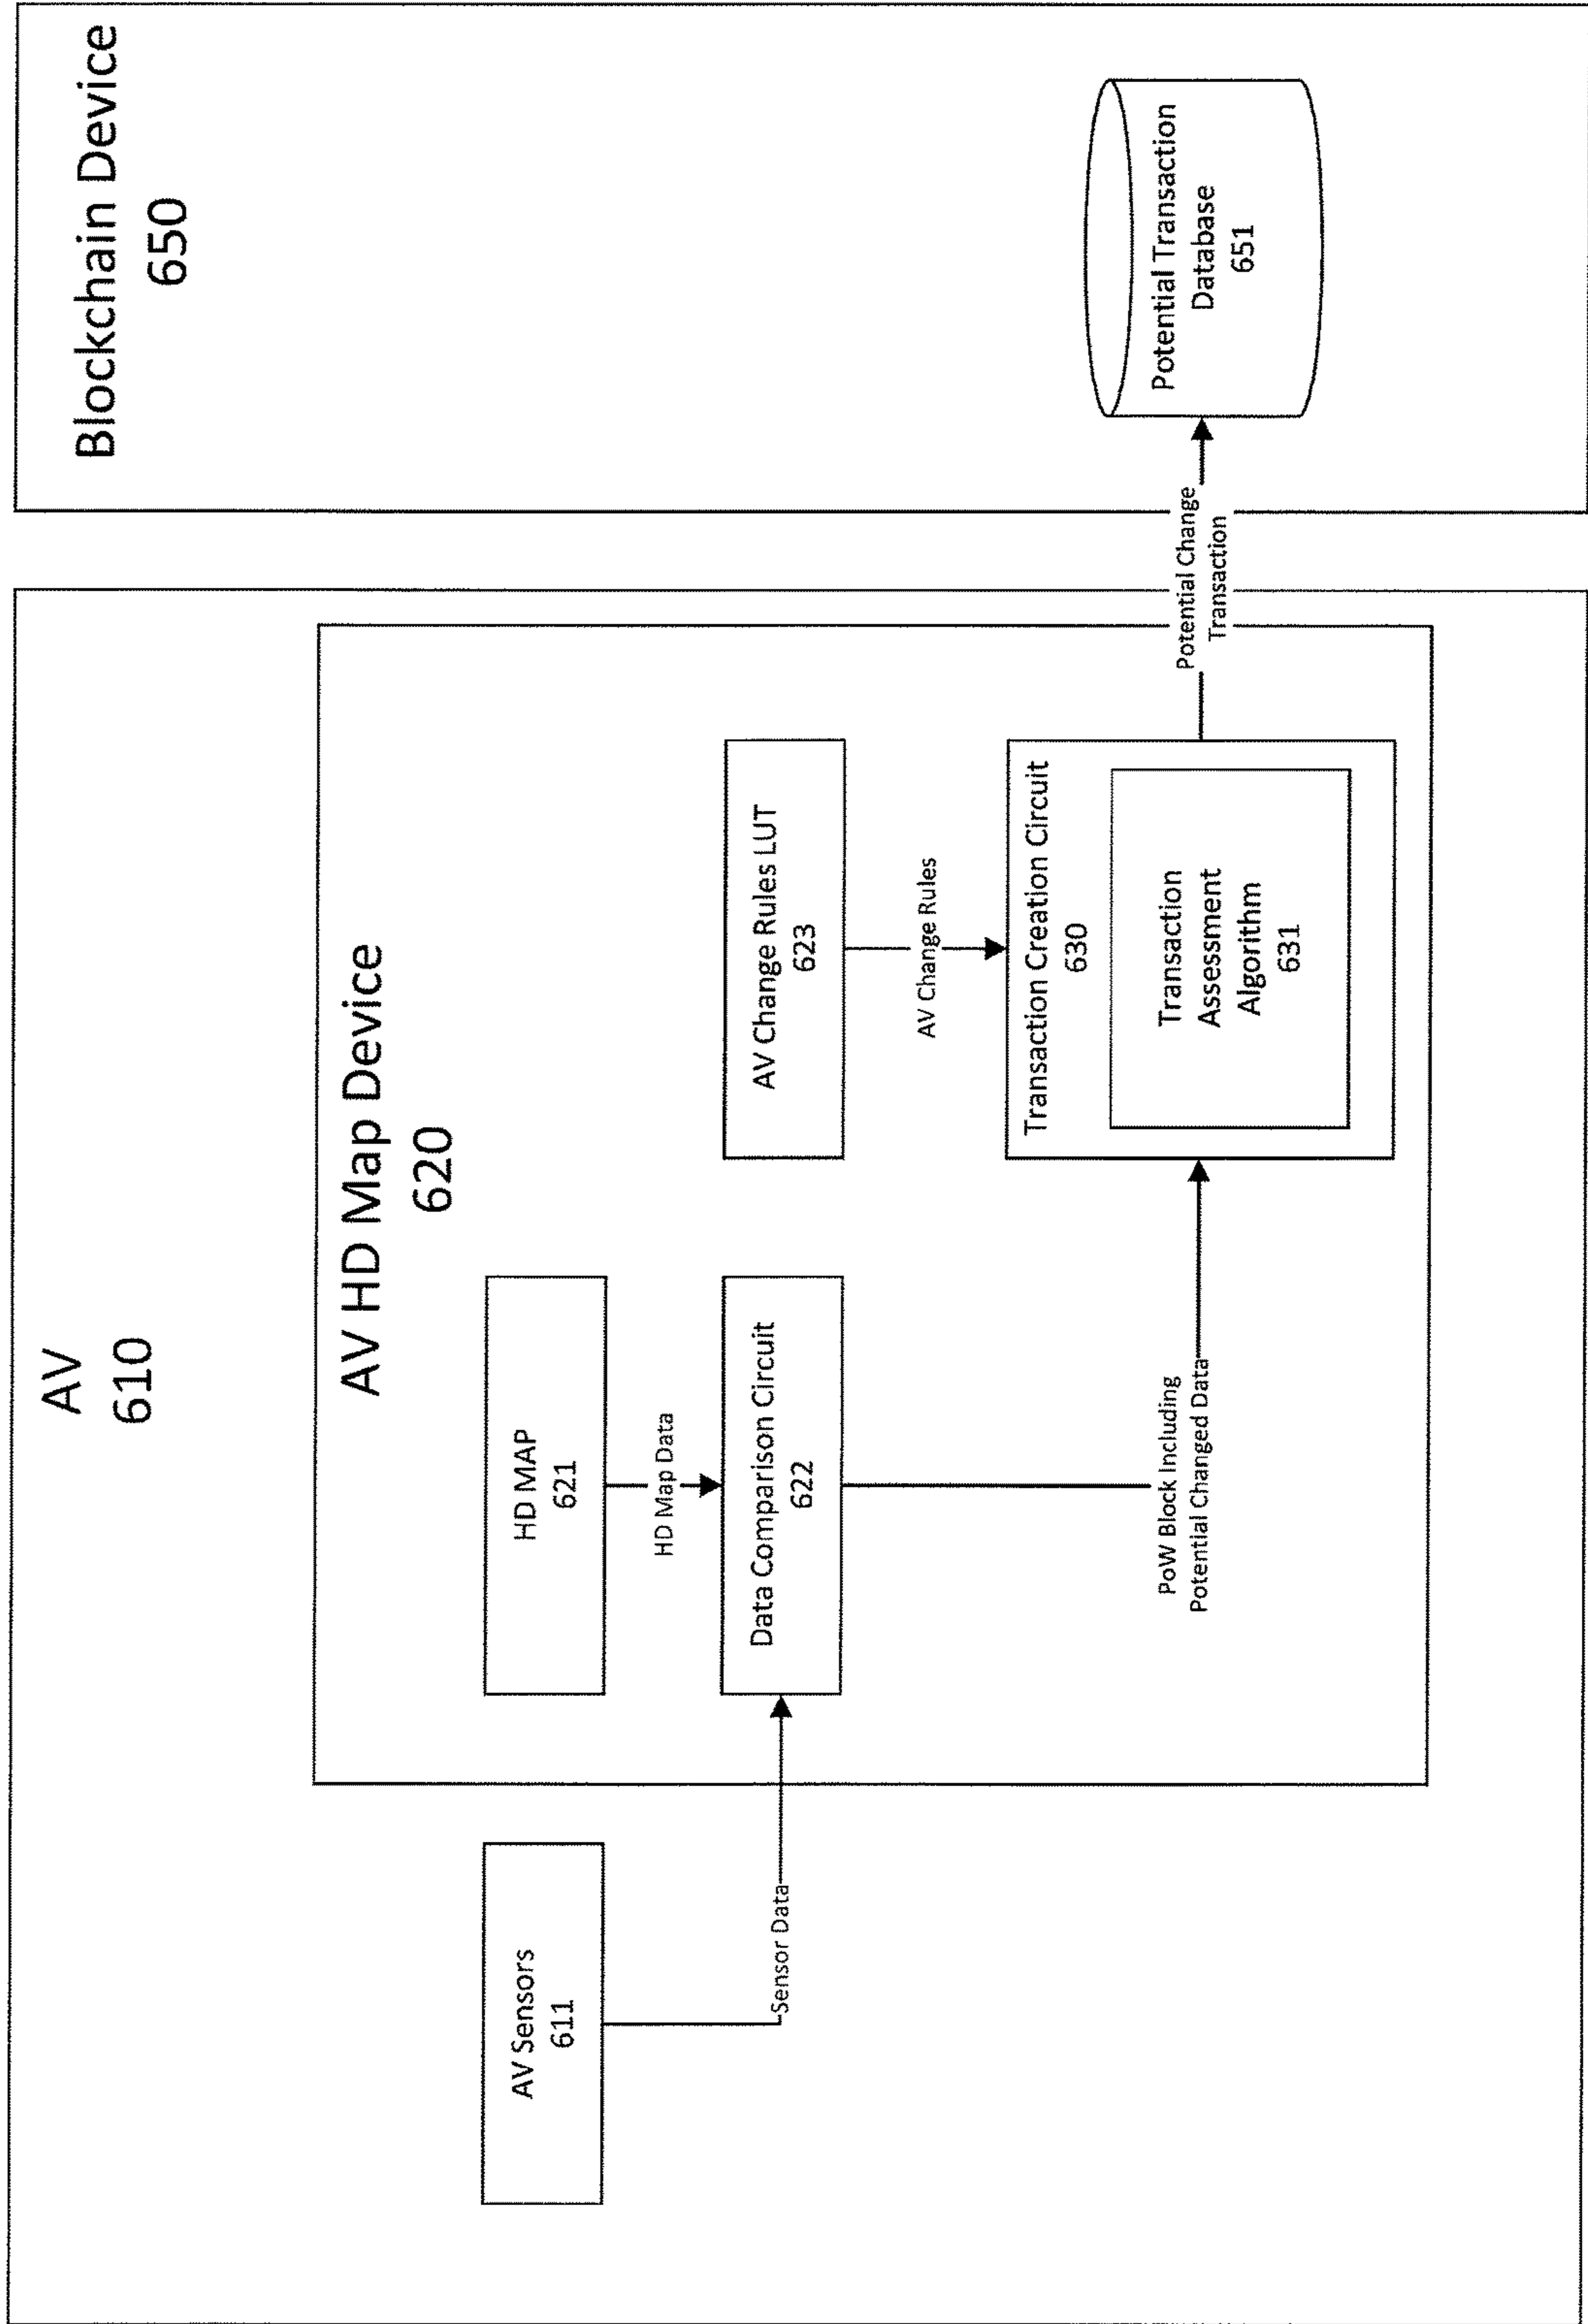 AV
610
AV HD Map Device
620
AV Sensors
611
Sensor Data
HD MAP
621
HD Map Data
Data Comparison Circuit
622
PoW Block Including
Potential Changed Data
AV Change Rules LUT
623
AV Change Rules
Transaction Creation Circuit
630
Transaction
Assessment
Algorithm
631
Potential Change
Transaction
Blockchain Device
650
Potential Transaction
Database
651